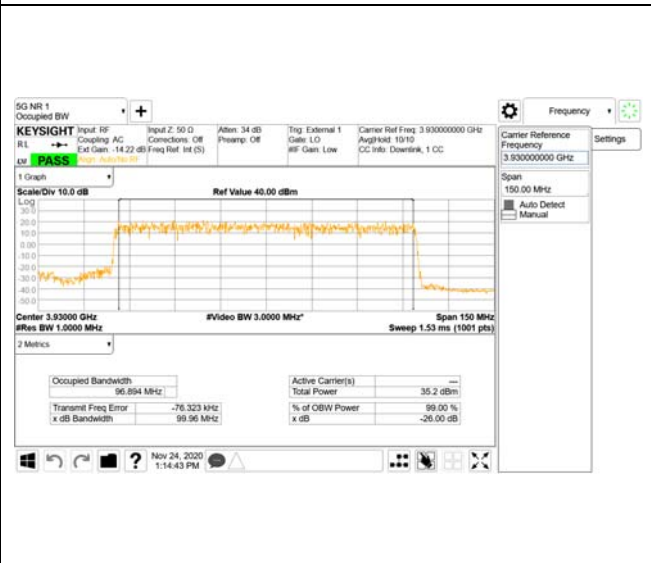 5G NR 1
Occupied BW
Frequency
KEYSIGHT
Input: RF
Coupling: AC
Ext Gain: -14.22 dB
Align: Auto/No RF
Input Z: 50 Ω
Corrections: Off
Freq Ref: Int (S)
Atten: 34 dB
Preamp: Off
Trig: External 1
Gate: LO
#IF Gain: Low
Carrier Ref Freq: 3.930000000 GHz
Avg|Hold: 10/10
CC Info: Downlink, 1 CC
PASS
Carrier Reference
Frequency
3.930000000 GHz
Settings
Span
150.00 MHz
Auto Detect
Manual
1 Graph
Scale/Div 10.0 dB
Ref Value 40.00 dBm
Log
30.0
20.0
10.0
0.00
-10.0
-20.0
-30.0
-40.0
-50.0
Center 3.93000 GHz
#Video BW 3.0000 MHz*
Span 150 MHz
#Res BW 1.0000 MHz
Sweep 1.53 ms (1001 pts)
2 Metrics
Occupied Bandwidth
96.894 MHz
Active Carrier(s) ---
Total Power 35.2 dBm
Transmit Freq Error -76.323 kHz
% of OBW Power 99.00 %
x dB Bandwidth 99.96 MHz
x dB -26.00 dB
?
Nov 24, 2020
1:14:43 PM